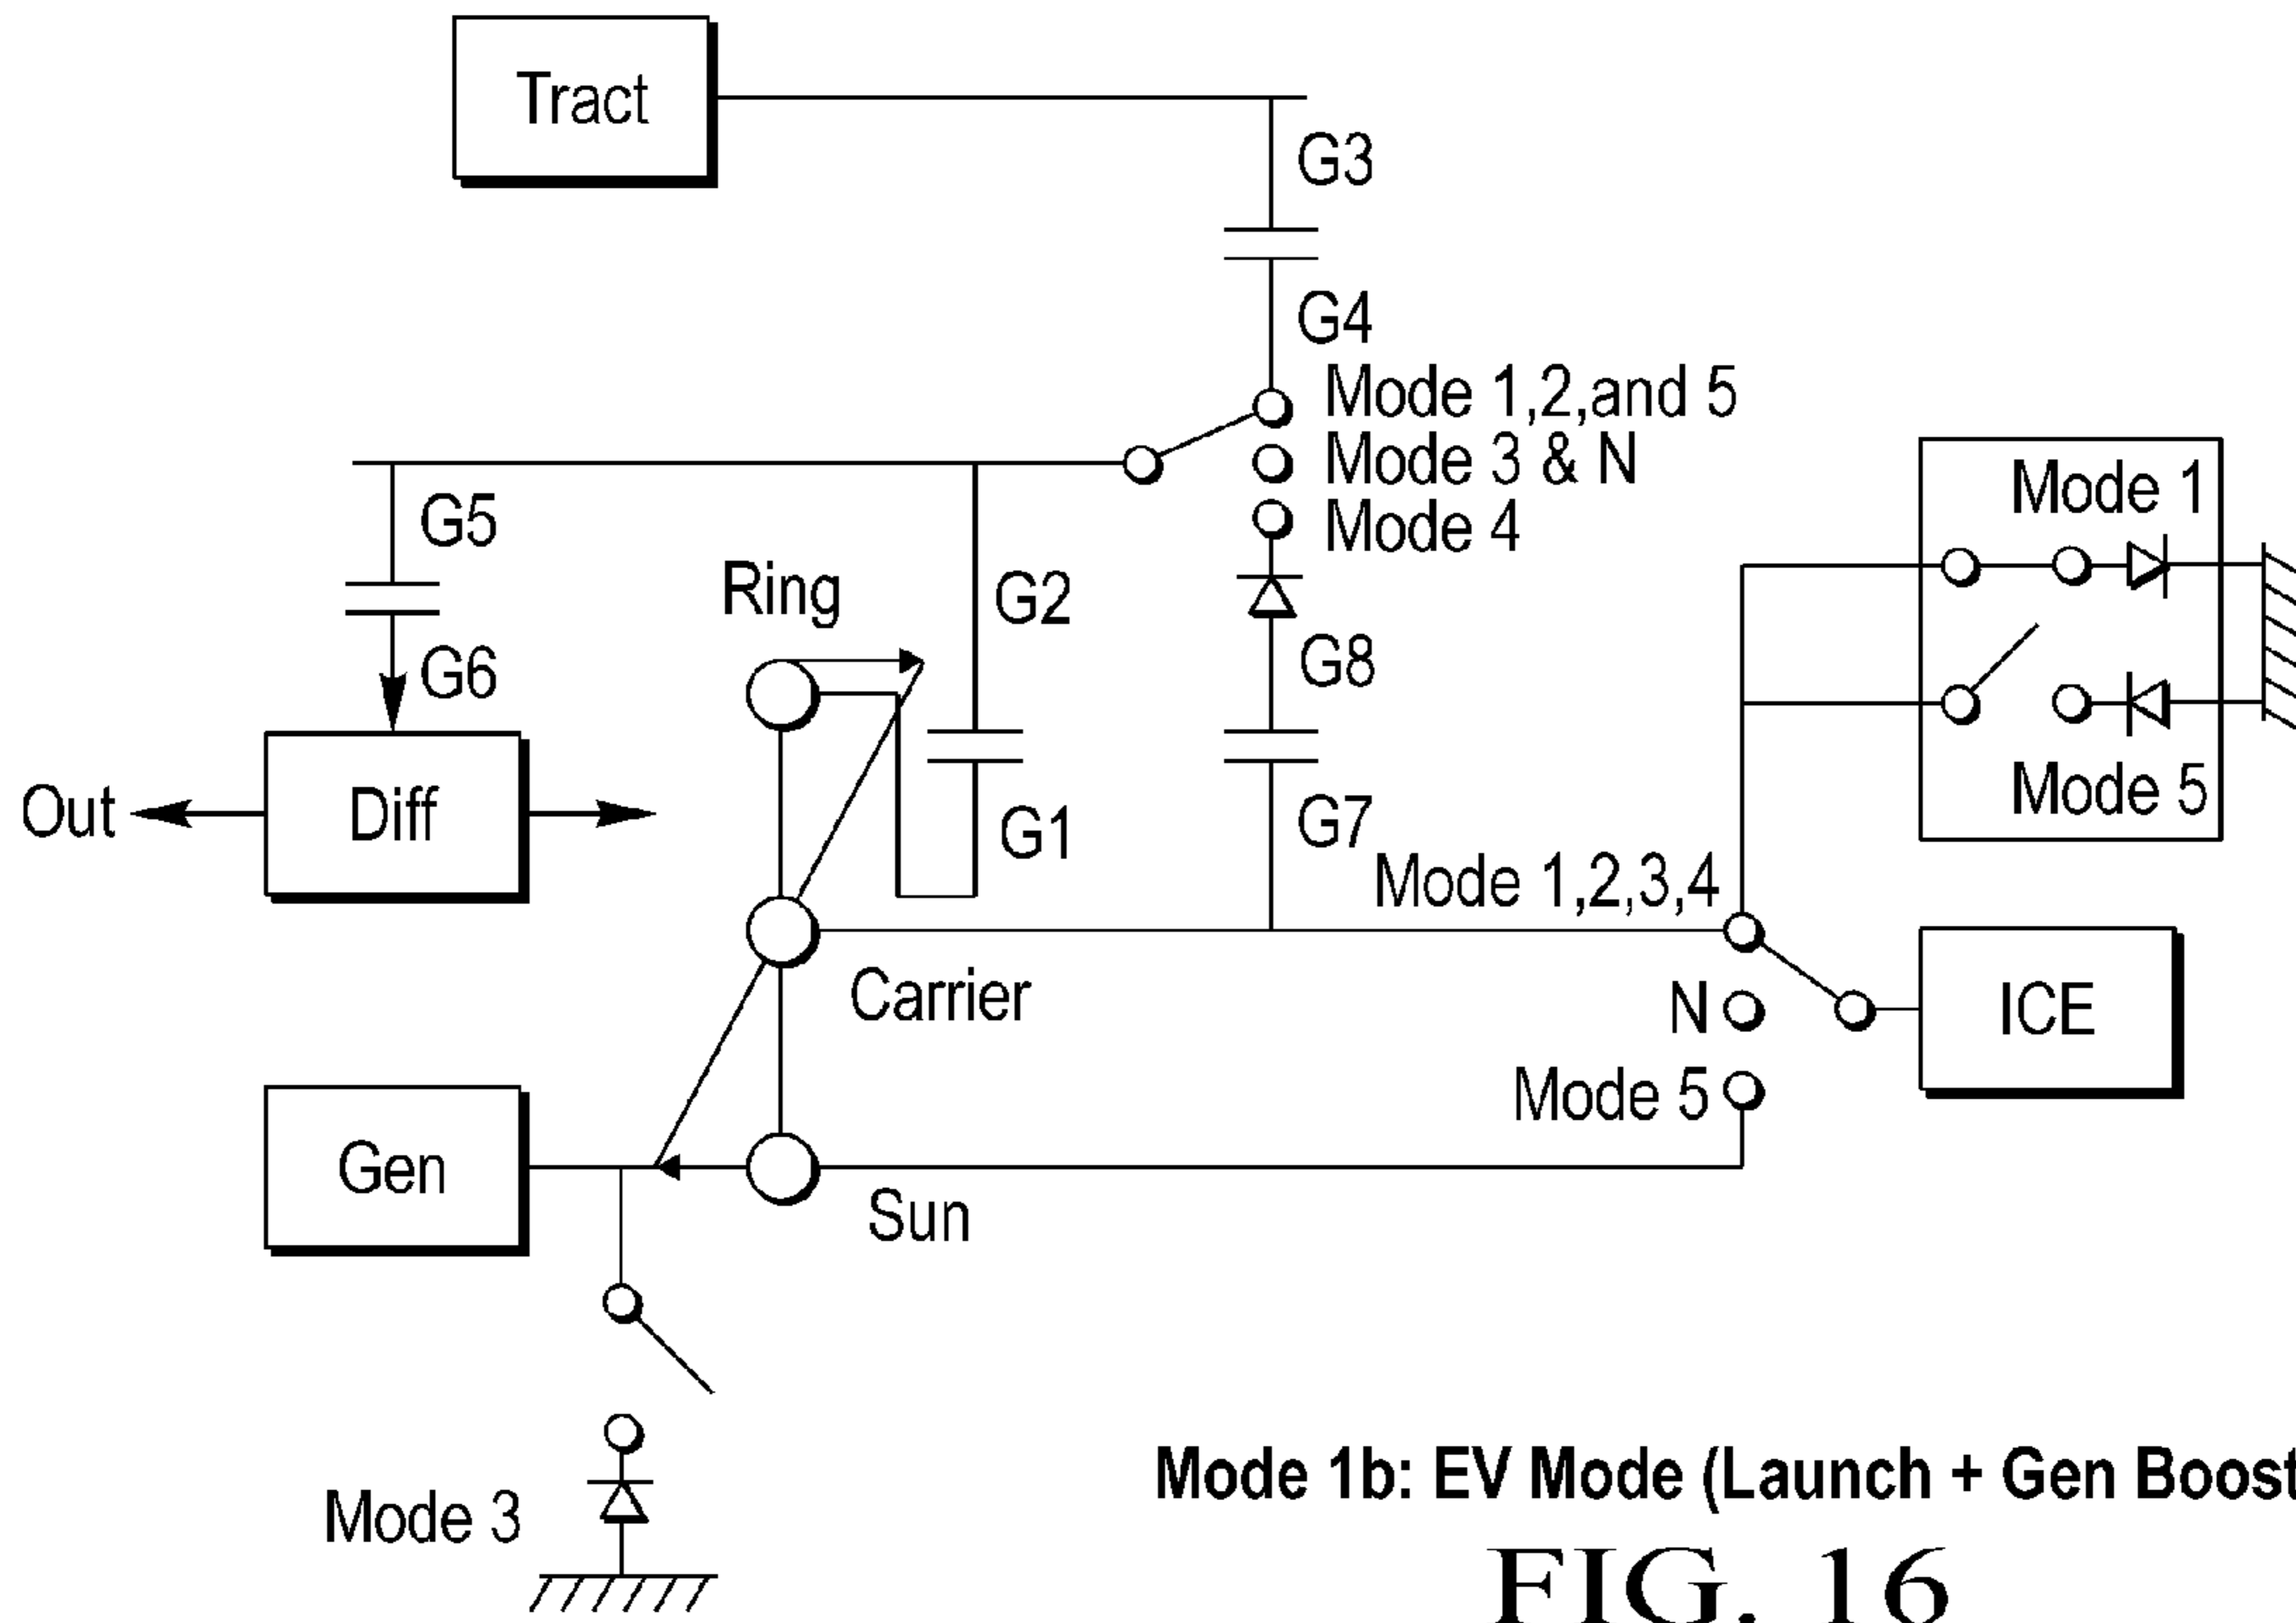 Tract
G3
G4
Mode 1,2,and 5
Mode 3 & N
Mode 4
G5
G6
Ring
G2
G8
Mode 1
Mode 5
Out
Diff
G1
G7
Mode 1,2,3,4
Carrier
N
ICE
Mode 5
Gen
Sun
Mode 3
Mode 1b: EV Mode (Launch + Gen Boost
FIG. 16